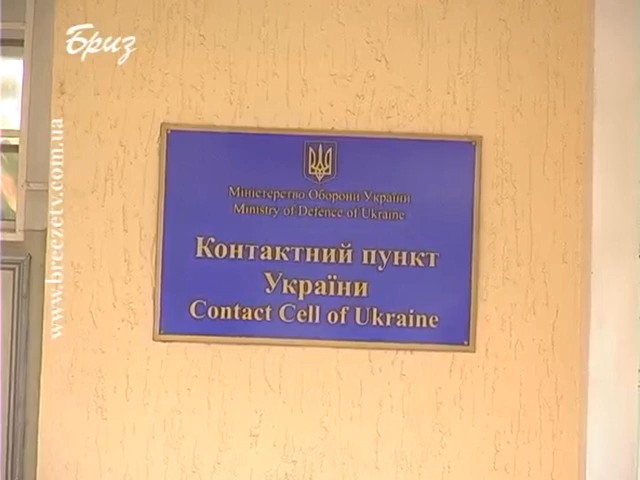 Бриз
www.breezetv.com.ua
Міністерство Оборони України
Ministry of Defence of Ukraine
Контактний пункт
України
Contact Cell of Ukraine